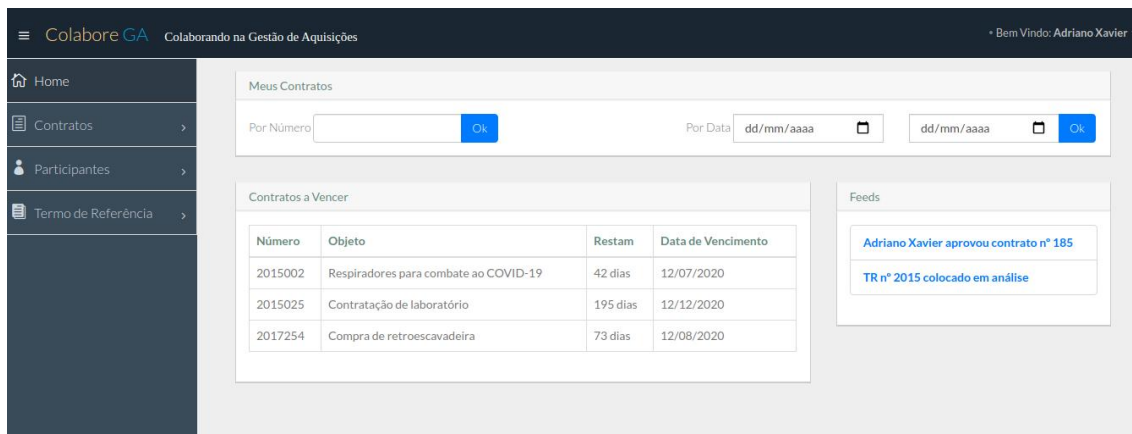 Colabore GA Colaborando na Gestão de Aquisições
• Bem Vindo: Adriano Xavier
Home
Contratos
Participantes
Termo de Referência
Meus Contratos
Por Número Ok
Por Data dd/mm/aaaa dd/mm/aaaa Ok
Contratos a Vencer
Número Objeto Restam Data de Vencimento
2015002 Respiradores para combate ao COVID-19 42 dias 12/07/2020
2015025 Contratação de laboratório 195 dias 12/12/2020
2017254 Compra de retroescavadeira 73 dias 12/08/2020
Feeds
Adriano Xavier aprovou contrato nº 185
TR nº 2015 colocado em análise